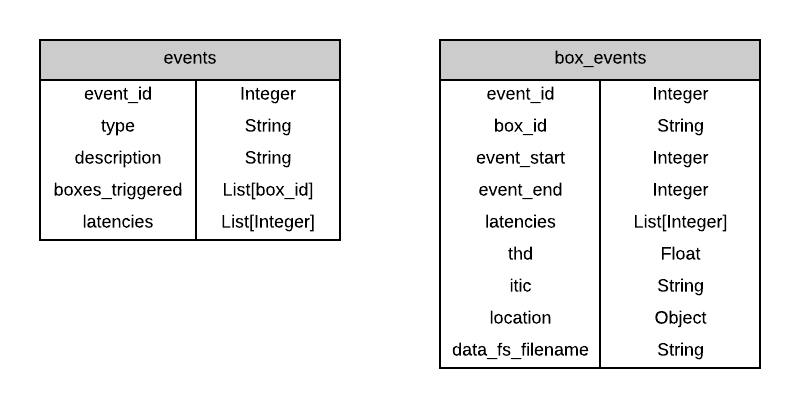 events
event_id Integer
type String
description String
boxes_triggered List[box_id]
latencies List[Integer]
box_events
event_id Integer
box_id String
event_start Integer
event_end Integer
latencies List[Integer]
thd Float
itic String
location Object
data_fs_filename String